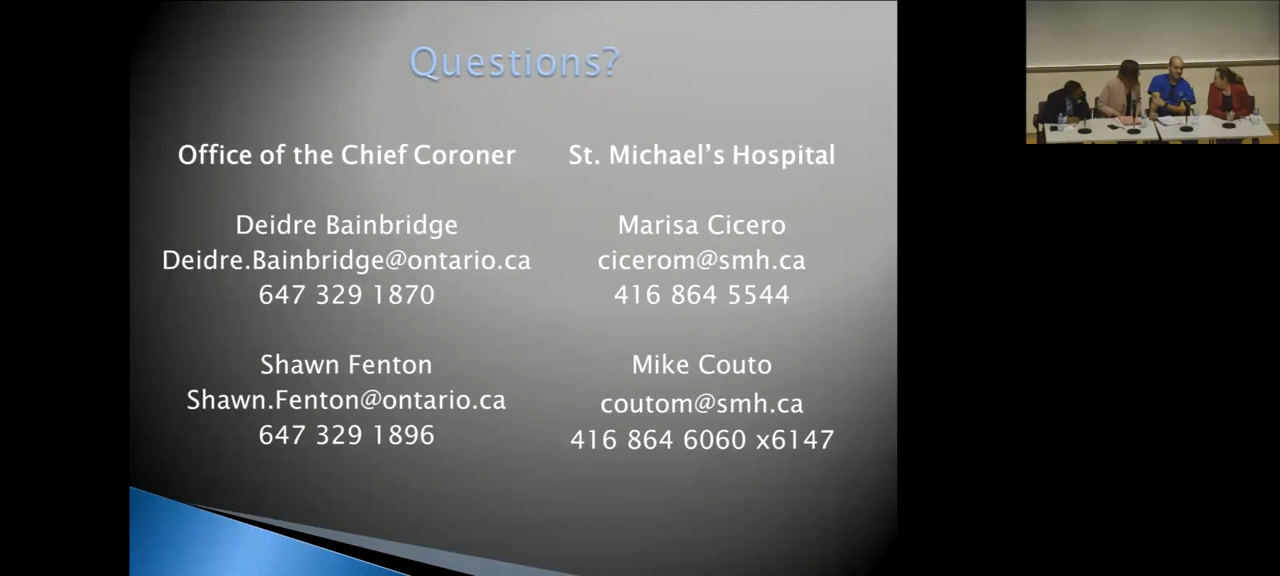 Questions?
Office of the Chief Coroner
Deidre Bainbridge
Deidre.Bainbridge@ontario.ca
647 329 1870
Shawn Fenton
Shawn.Fenton@ontario.ca
647 329 1896
St. Michael's Hospital
Marisa Cicero
cicerom@smh.ca
416 864 5544
Mike Couto
coutom@smh.ca
416 864 6060 x6147